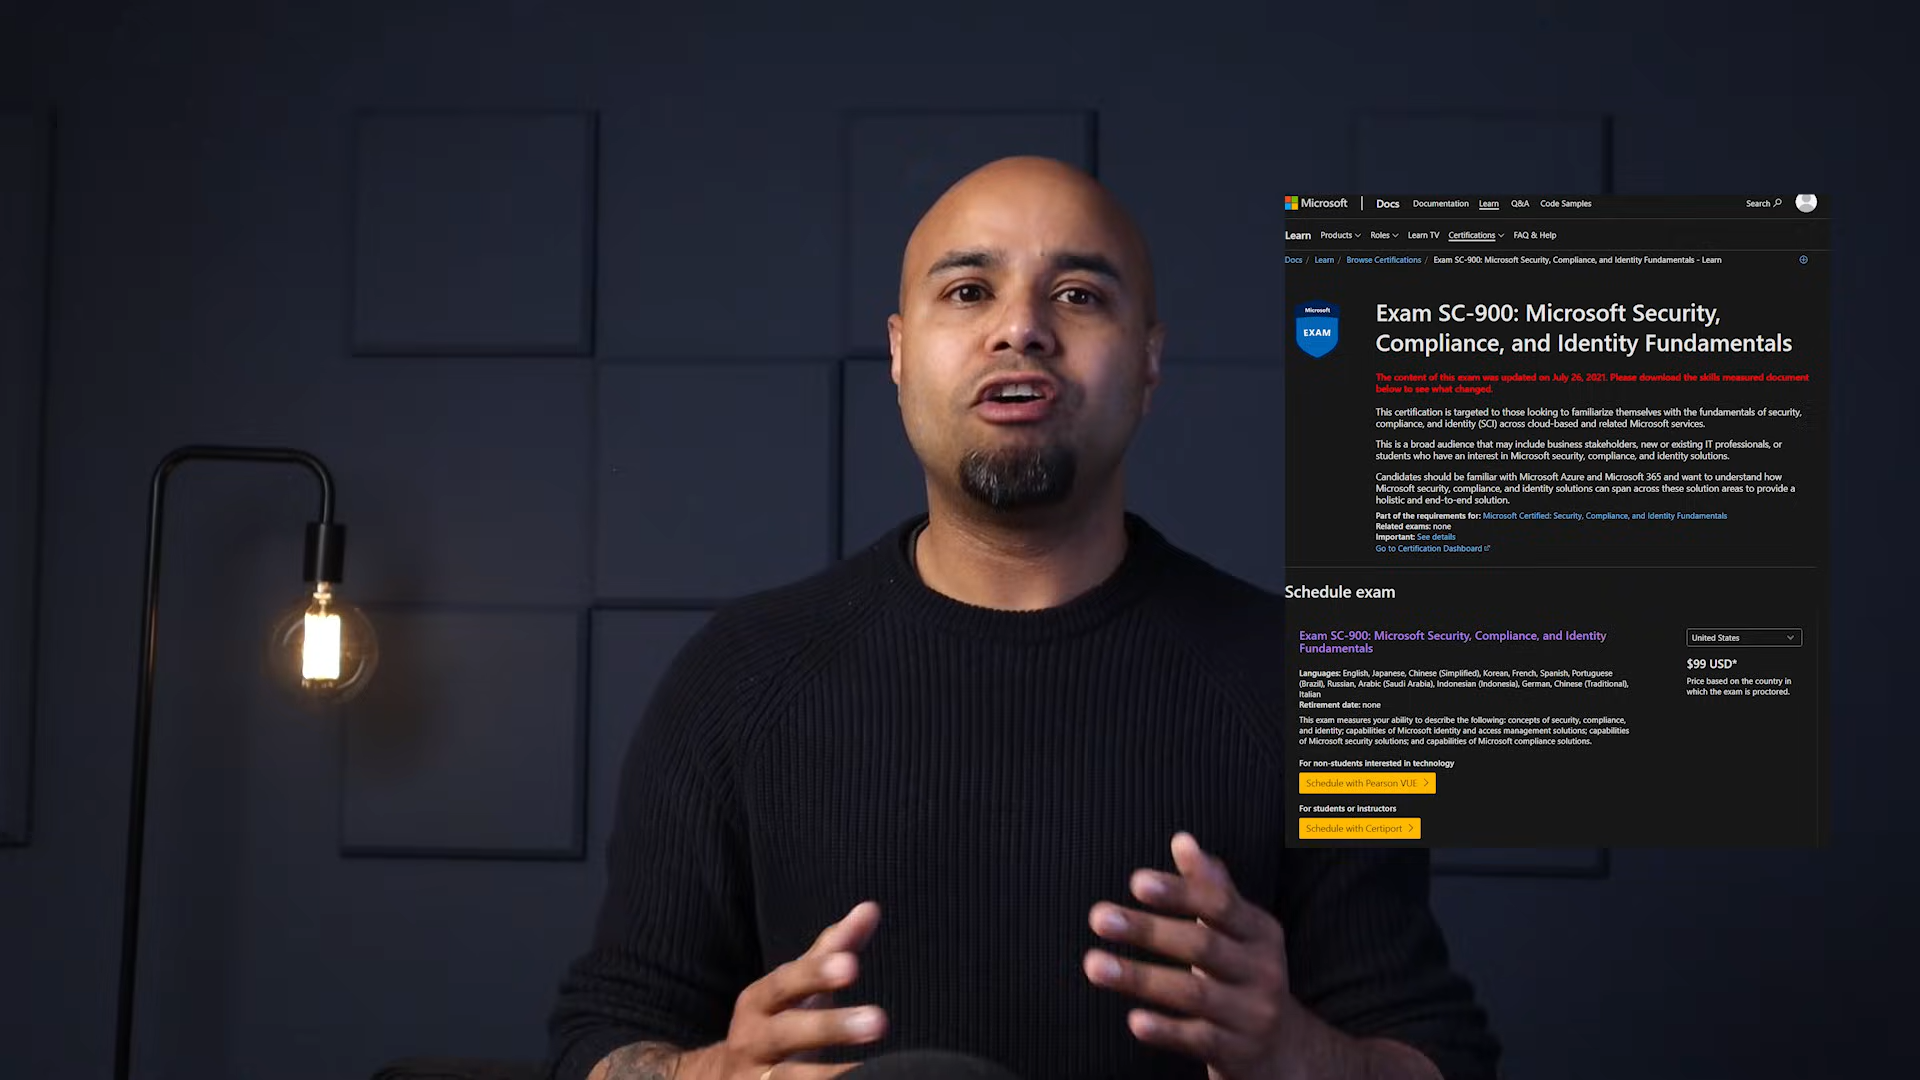 Microsoft | Docs Documentation Learn Q&A Code Samples Search
Learn Products Roles Learn TV Certifications FAQ & Help
Docs / Learn / Browse Certifications / Exam SC-900: Microsoft Security, Compliance, and Identity Fundamentals - Learn
Microsoft
EXAM
Exam SC-900: Microsoft Security,
Compliance, and Identity Fundamentals
The content of this exam was updated on July 26, 2021. Please download the skills measured document
below to see what changed.
This certification is targeted to those looking to familiarize themselves with the fundamentals of security,
compliance, and identity (SCI) across cloud-based and related Microsoft services.
This is a broad audience that may include business stakeholders, new or existing IT professionals, or
students who have an interest in Microsoft security, compliance, and identity solutions.
Candidates should be familiar with Microsoft Azure and Microsoft 365 and want to understand how
Microsoft security, compliance, and identity solutions can span across these solution areas to provide a
holistic and end-to-end solution.
Part of the requirements for: Microsoft Certified: Security, Compliance, and Identity Fundamentals
Related exams: none
Important: See details
Go to Certification Dashboard
Schedule exam
Exam SC-900: Microsoft Security, Compliance, and Identity
Fundamentals
Languages: English, Japanese, Chinese (Simplified), Korean, French, Spanish, Portuguese
(Brazil), Russian, Arabic (Saudi Arabia), Indonesian (Indonesia), German, Chinese (Traditional),
Italian
Retirement date: none
This exam measures your ability to describe the following: concepts of security, compliance,
and identity; capabilities of Microsoft identity and access management solutions; capabilities
of Microsoft security solutions; and capabilities of Microsoft compliance solutions.
For non-students interested in technology
Schedule with Pearson VUE
For students or instructors
Schedule with Certiport
United States
$99 USD*
Price based on the country in
which the exam is proctored.